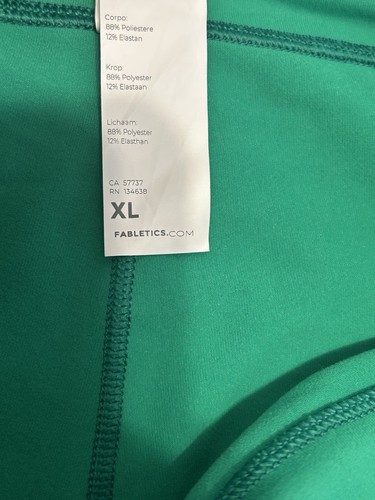 Corpo:
88% Poliestere
12% Elastan
Krop:
88% Polyester
12% Elastaan
Lichaam:
88% Polyester
12% Elasthan
CA 57737
RN 134638
XL
FABLETICS.COM